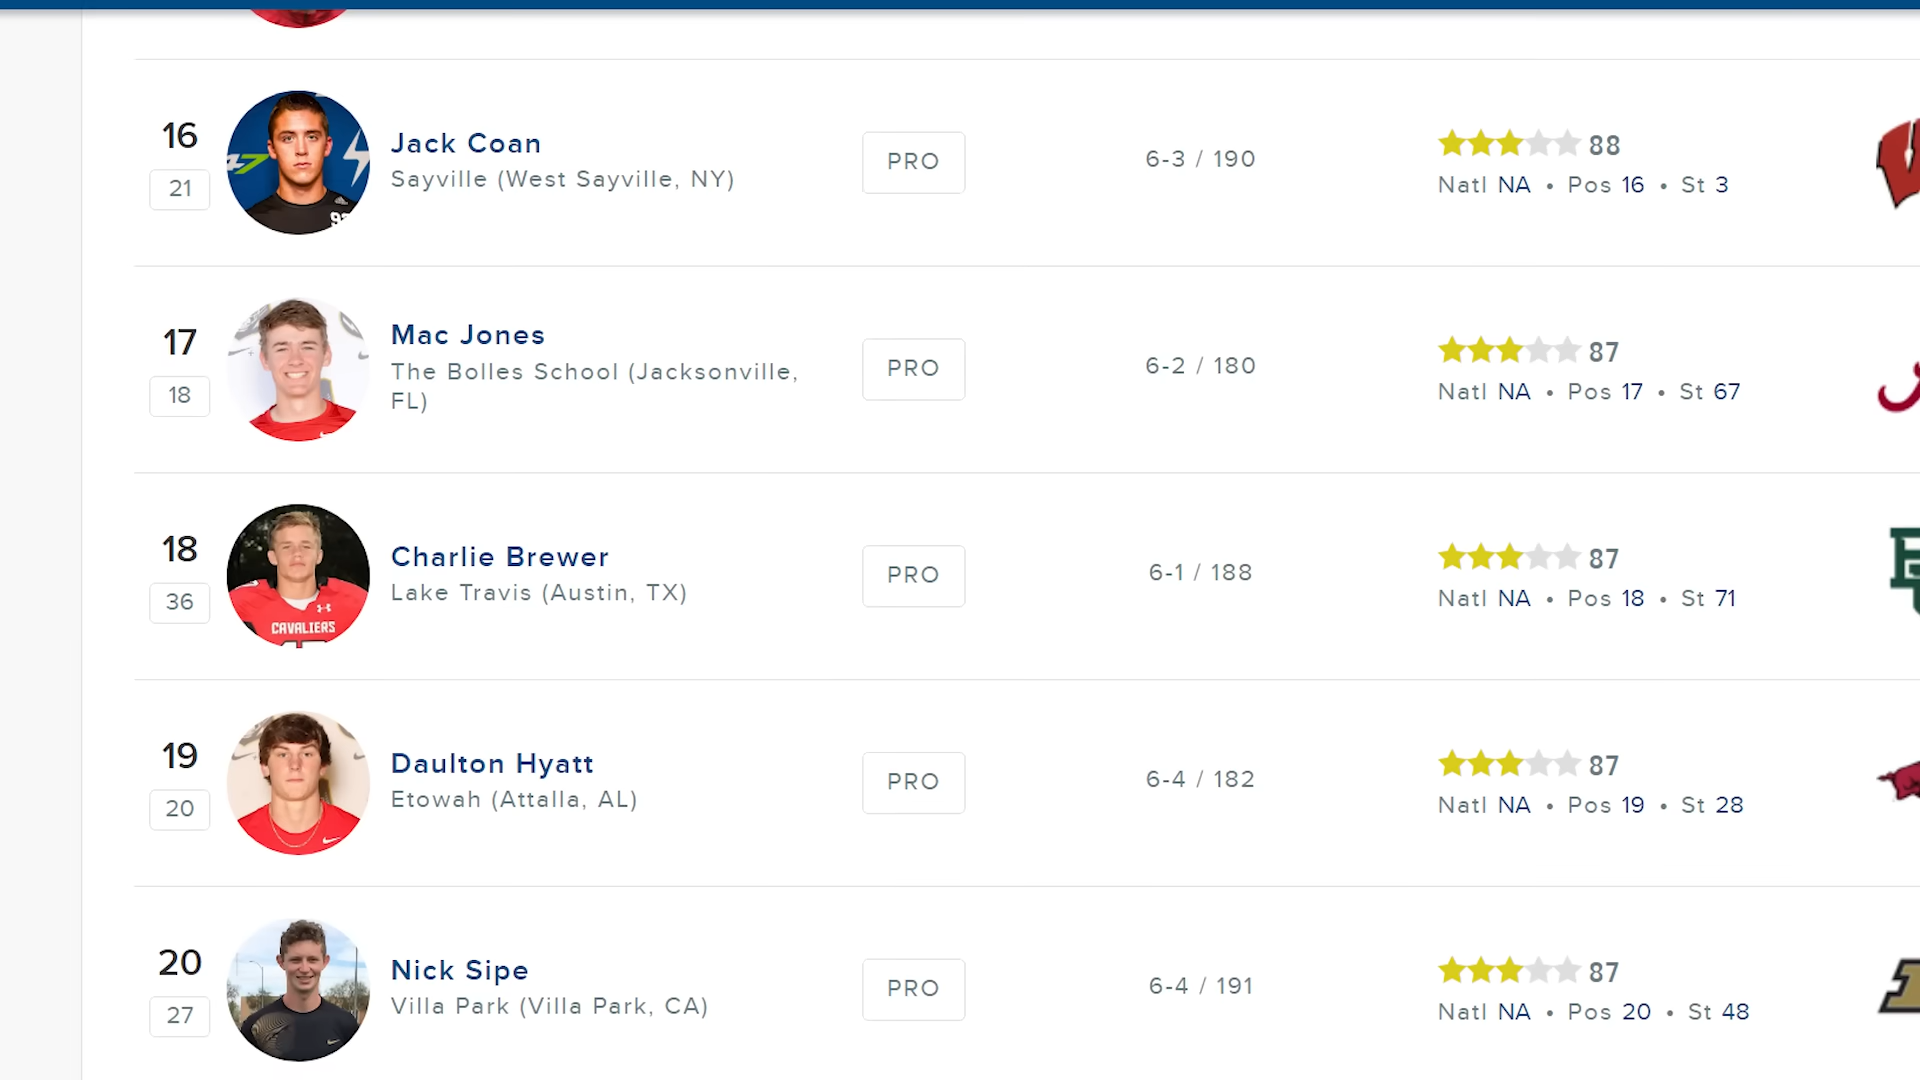 16
21
Jack Coan
Sayville (West Sayville, NY)
PRO
6-3 / 190
88
Natl NA • Pos 16 • St 3
17
18
Mac Jones
The Bolles School (Jacksonville,
FL)
PRO
6-2 / 180
87
Natl NA • Pos 17 • St 67
18
36
Charlie Brewer
Lake Travis (Austin, TX)
CAVALIERS
PRO
6-1 / 188
87
Natl NA • Pos 18 • St 71
19
20
Daulton Hyatt
Etowah (Attalla, AL)
PRO
6-4 / 182
87
Natl NA • Pos 19 • St 28
20
27
Nick Sipe
Villa Park (Villa Park, CA)
PRO
6-4 / 191
87
Natl NA • Pos 20 • St 48